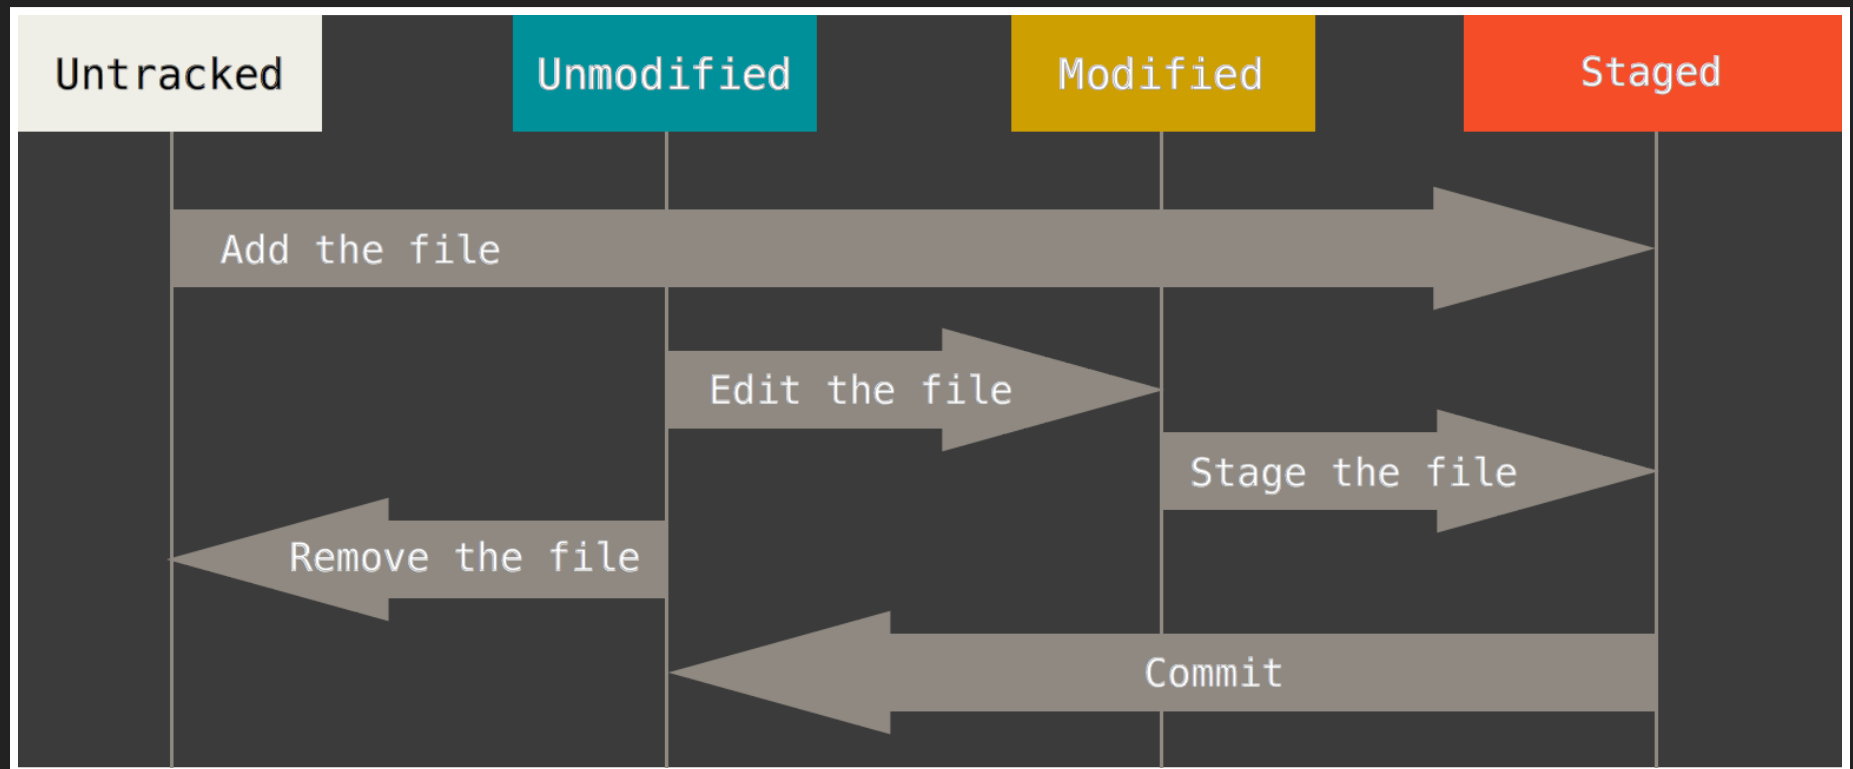 Untracked
Unmodified
Modified
Staged
Add the file
Edit the file
Stage the file
Remove the file
Commit